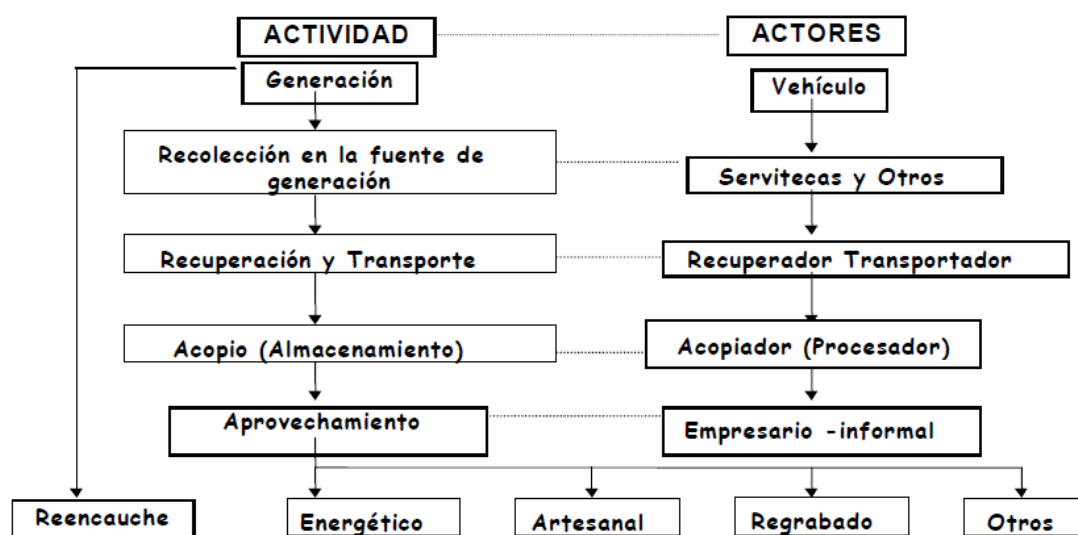 ACTIVIDAD
ACTORES
Generación
Vehículo
Recolección en la fuente de
generación
Servitecas y Otros
Recuperación y Transporte
Recuperador Transportador
Acopio (Almacenamiento)
Acopiador (Procesador)
Aprovechamiento
Empresario -informal
Reencauche
Energético
Artesanal
Regrabado
Otros